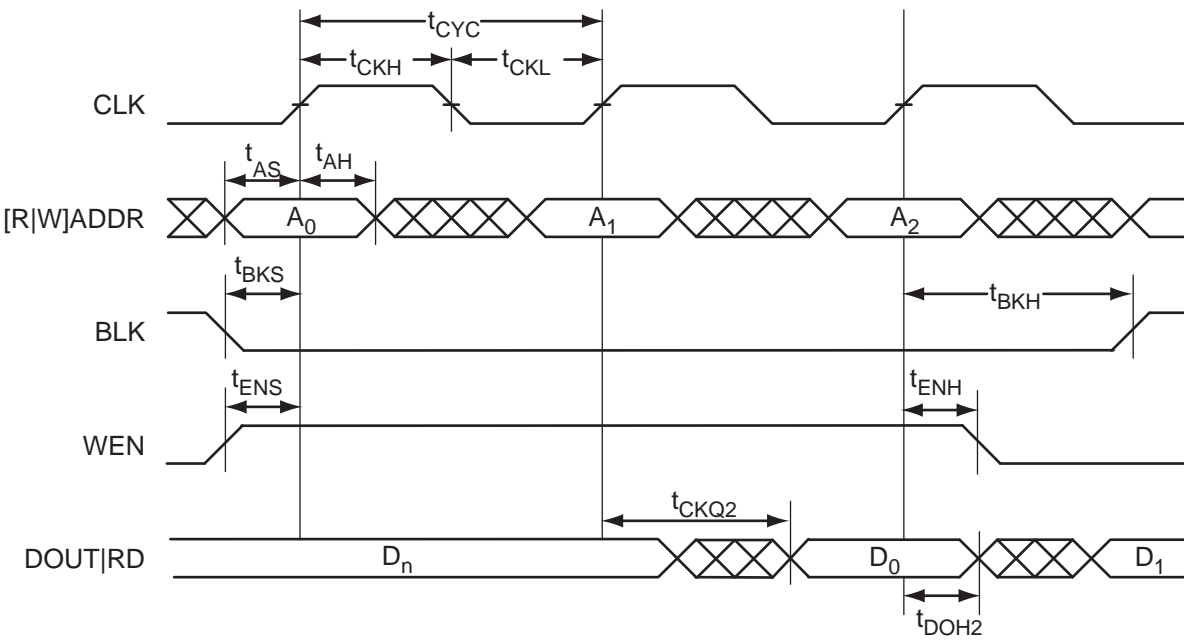 tCYC
tCKH tCKL
CLK
tAS tAH
[R|W]ADDR A0 A1 A2
tBKS tBKH
BLK
tENS tENH
WEN
tCKQ2
DOUT|RD Dn D0 D1
tDOH2